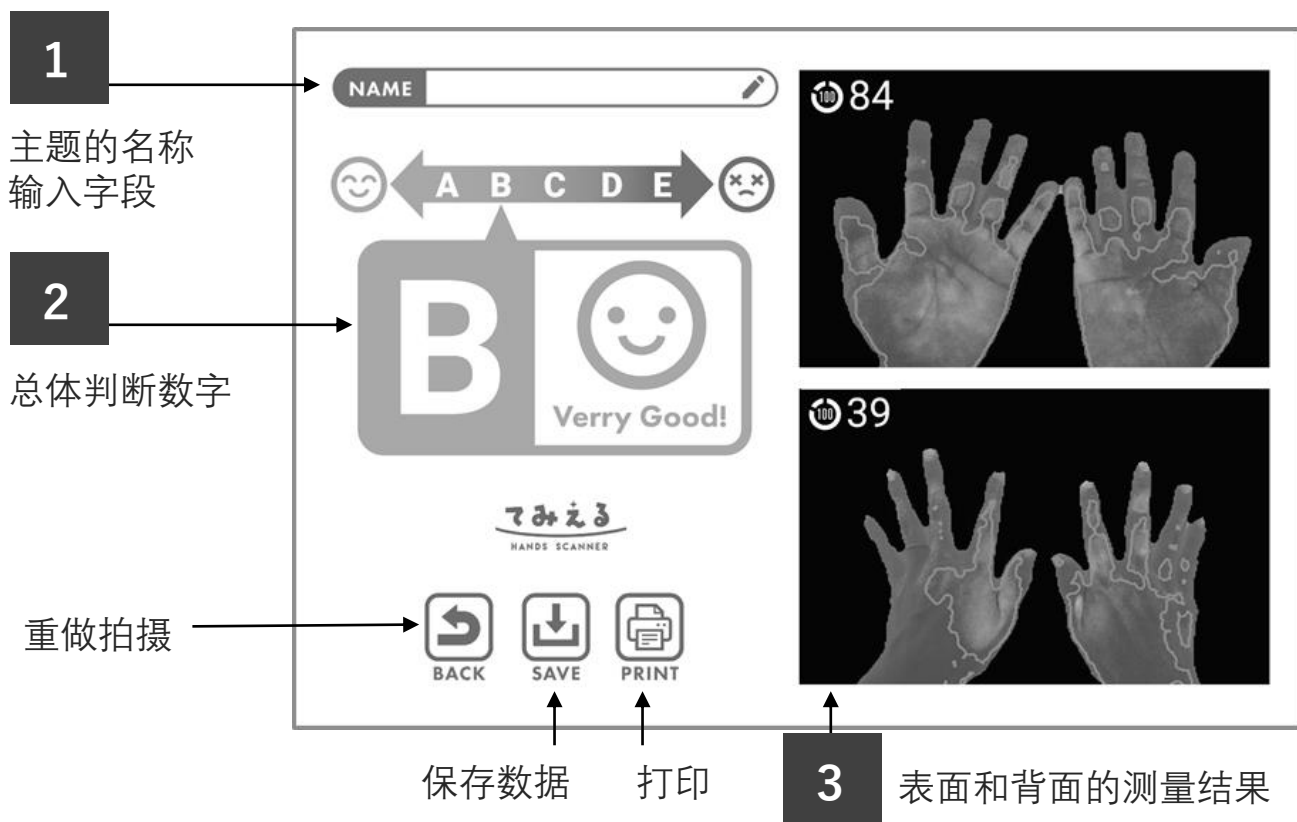 1
主题的名称
输入字段
2
总体判断数字
重做拍摄
NAME
A B C D E
B
Verry Good!
てみえる
HANDS SCANNER
BACK
SAVE
PRINT
保存数据
打印
100 84
100 39
3
表面和背面的测量结果